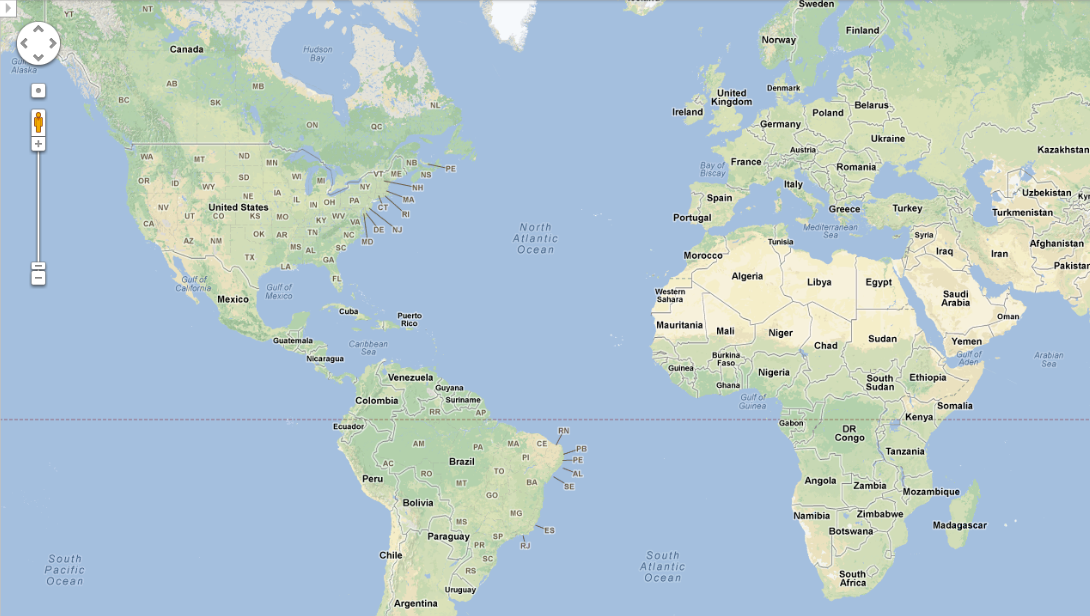 Iceland
Sweden
YT
NT
Finland
Norway
Canada
Hudson
Bay
Gulf of
Alaska
AB
MB
Denmark
BC
SK
NL
United
Kingdom
Ireland
Poland
Belarus
ON
QC
Germany
Ukraine
WA
MT
ND
MN
NB
PE
France
Austria
Kazakhstan
OR
ID
SD
WI
MI
VT
ME
NS
Bay of
Biscay
Romania
WY
NE
IA
NY
NH
Italy
Uzbekistan
Ky
NV
UT
United States
IL
IN
OH
PA
MA
Spain
CA
CO
KS
MO
KY
WV
VA
CT
RI
Portugal
Greece
Turkey
Turkmenistan
AZ
NM
OK
AR
TN
NC
MD
DE
NJ
North
Atlantic
Ocean
Mediterranean
Sea
Syria
Tunisia
Afghanistan
TX
MS
AL
SC
GA
LA
Morocco
Iraq
Iran
Pakistan
FL
Gulf of
California
Gulf of
Mexico
Algeria
Libya
Egypt
Mexico
Western
Sahara
Saudi
Arabia
Cuba
Puerto
Rico
Oman
Mauritania
Mali
Niger
Chad
Sudan
Yemen
Guatemala
Caribbean
Sea
Nicaragua
Burkina
Faso
Guinea
Gulf of
Aden
Arabian
Sea
Venezuela
Nigeria
South
Sudan
Ethiopia
Guyana
Suriname
Ghana
Colombia
Gulf of
Guinea
Somalia
RR
AP
Kenya
Ecuador
Gabon
DR
Congo
RN
AM
PA
MA
CE
PB
Tanzania
PI
PE
Brazil
AC
RO
TO
AL
Peru
MT
BA
SE
Angola
Zambia
Mozambique
GO
Bolivia
MG
Namibia
Zimbabwe
MS
ES
Madagascar
Botswana
Paraguay
SP
RJ
PR
Chile
SC
South
Pacific
Ocean
South
Atlantic
Ocean
RS
South
Africa
Uruguay
Argentina